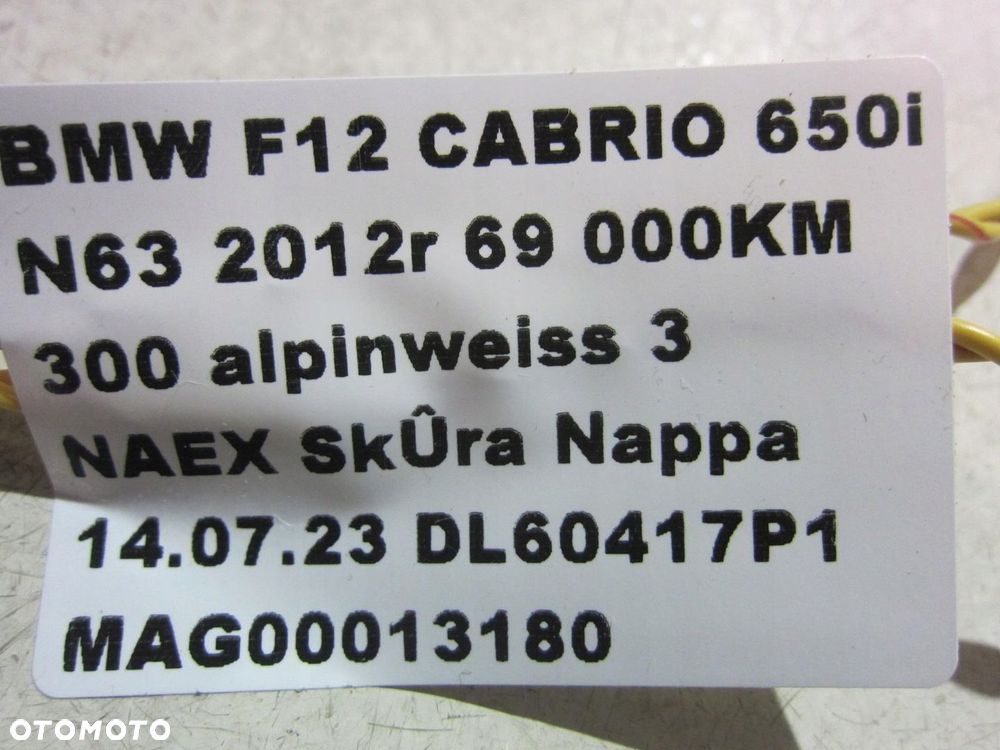 BMW F12 CABRIO 650i
N63 2012r 69 000KM
300 alpinweiss 3
NAEX SkÛra Nappa
14.07.23 DL60417P1
MAG00013180
OTOMOTO